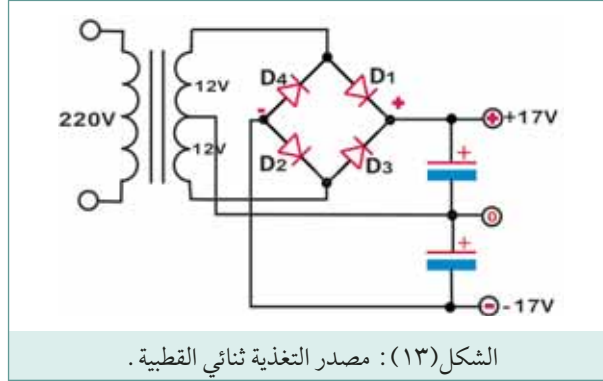 D4 D1
12V
- +
220V +17V
12V
D2 D3
+
0
+
-17V
الشكل(١٣): مصدر التغذية ثنائي القطبية.